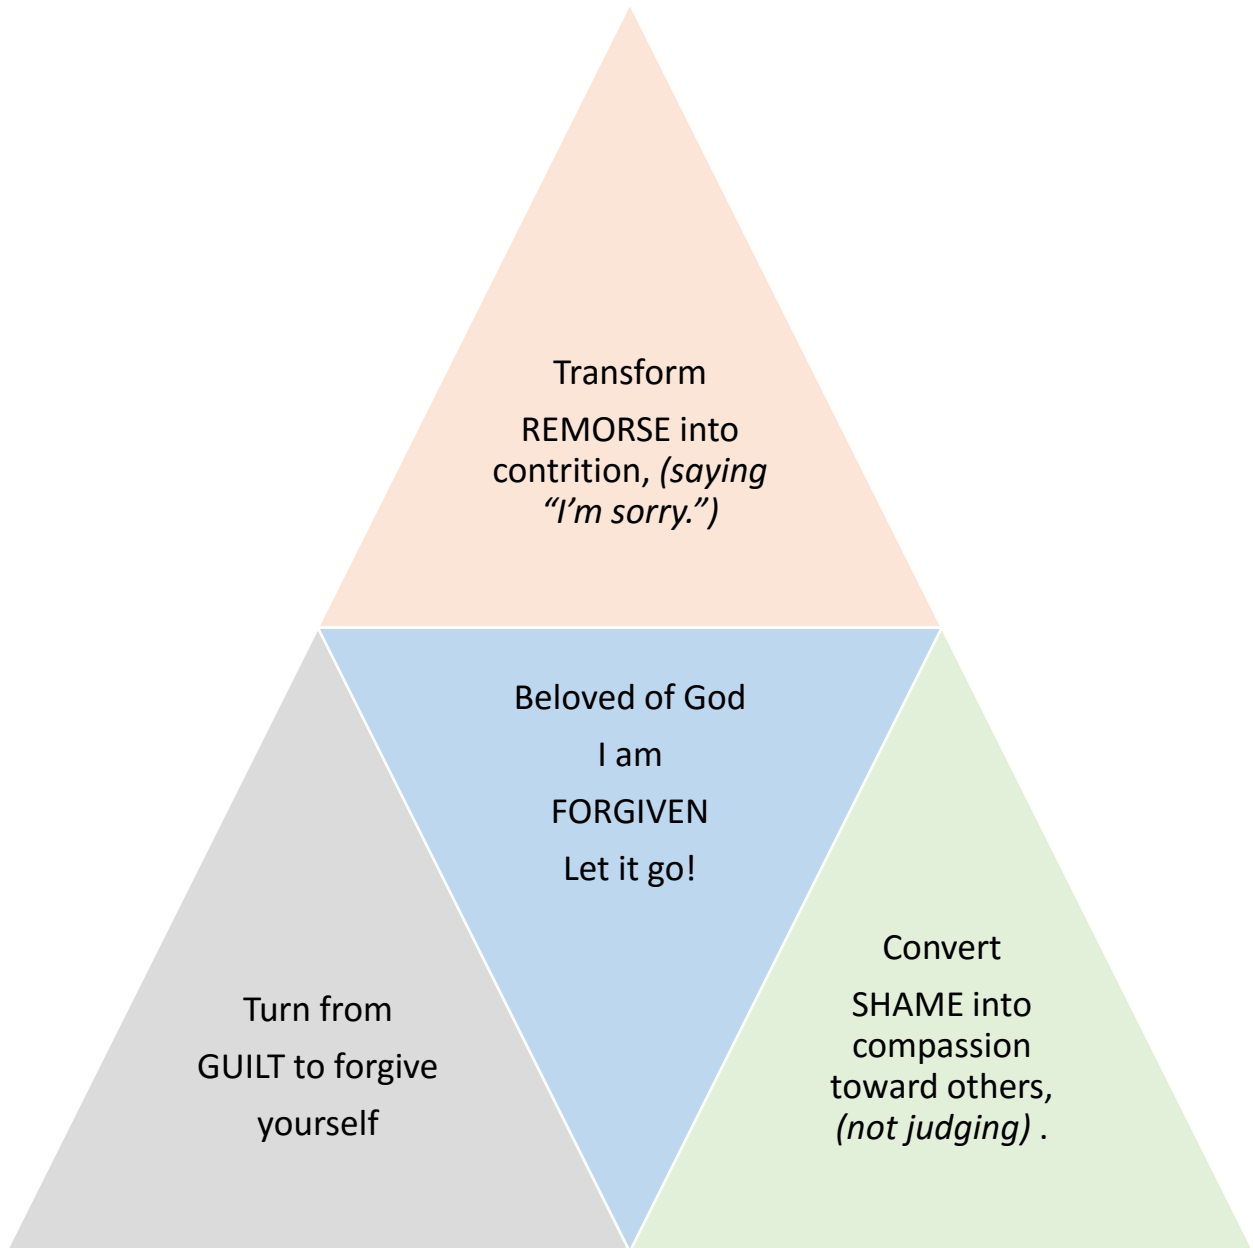 Transform
REMORSE into
contrition, (saying
“I’m sorry.”)
Beloved of God
I am
FORGIVEN
Let it go!
Turn from
GUILT to forgive
yourself
Convert
SHAME into
compassion
toward others,
(not judging) .